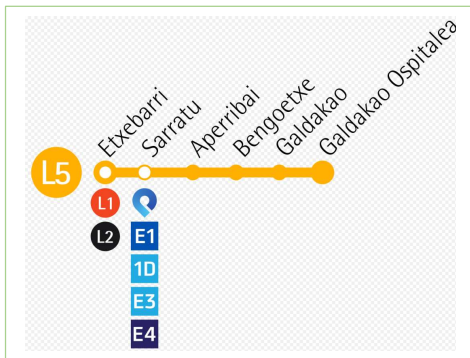 Etxebarri
Sarratu
Aperribai
Bengoetxe
Galdakao
Galdakao Ospitalea
L5
L1
L2
E1
1D
E3
E4